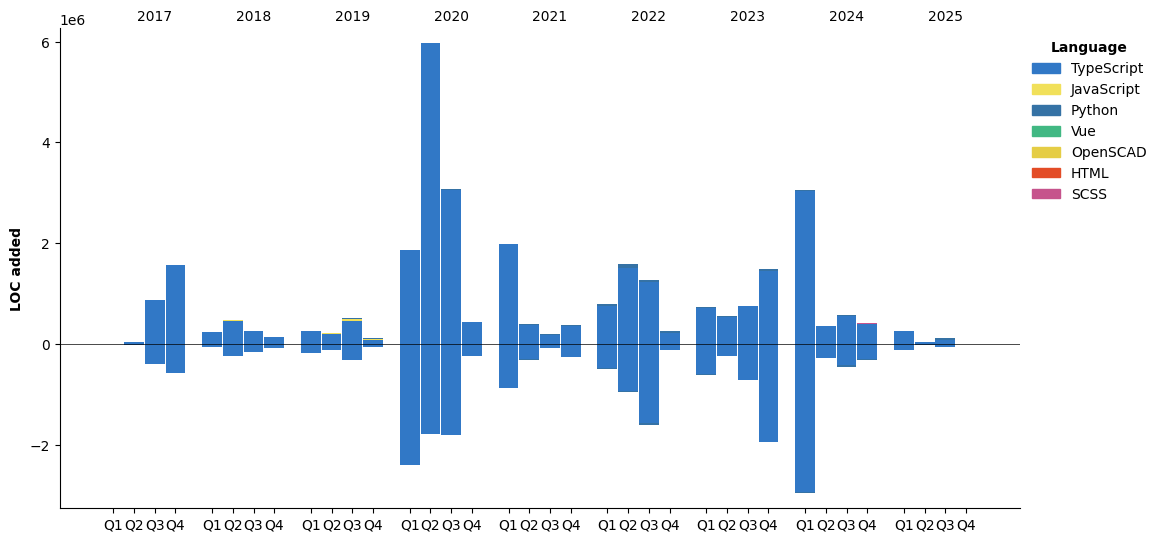 1e6
2017 2018 2019 2020 2021 2022 2023 2024 2025
6
4
2
0
−2
LOC added
Q1 Q2 Q3 Q4 Q1 Q2 Q3 Q4 Q1 Q2 Q3 Q4 Q1 Q2 Q3 Q4 Q1 Q2 Q3 Q4 Q1 Q2 Q3 Q4 Q1 Q2 Q3 Q4 Q1 Q2 Q3 Q4 Q1 Q2 Q3 Q4
Language
TypeScript
JavaScript
Python
Vue
OpenSCAD
HTML
SCSS